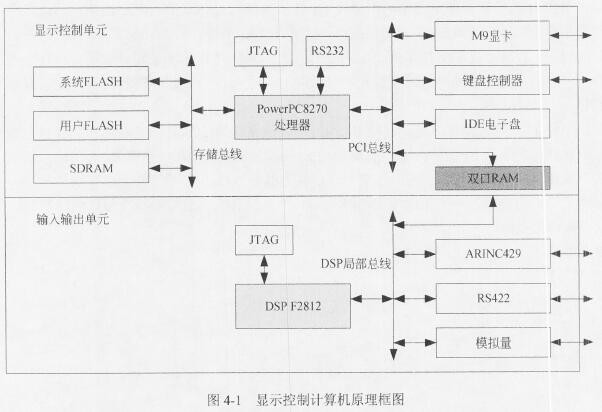 显示控制单元
JTAG
RS232
M9显卡
系统FLASH
PowerPC8270
处理器
键盘控制器
用户FLASH
IDE电子盘
SDRAM
存储总线
PCI总线
双口RAM
输入输出单元
JTAG
DSP局部总线
ARINC429
DSP F2812
RS422
模拟量
图 4-1 显示控制计算机原理框图